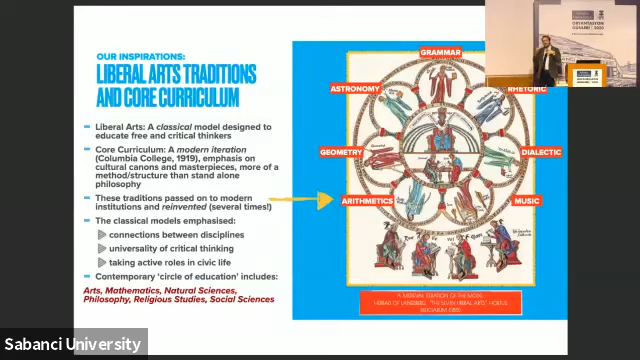 OUR INSPIRATIONS:
LIBERAL ARTS TRADITIONS
AND CORE CURRICULUM
Liberal Arts: A classical model designed to
educate free and critical thinkers
Core Curriculum: A modern iteration
(Columbia College, 1919), emphasis on
cultural canons and masterpieces, more of a
method/structure than stand alone
philosophy
These traditions passed on to modern
institutions and reinvented (several times!)
The classical models emphasised:
connections between disciplines
universality of critical thinking
taking active roles in civic life
Contemporary ‘circle of education’ includes:
Arts, Mathematics, Natural Sciences,
Philosophy, Religious Studies, Social Sciences
GRAMMAR
ASTRONOMY
RHETORIC
GEOMETRY
DIALECTIC
ARITHMETICS
MUSIC
Sabanci University